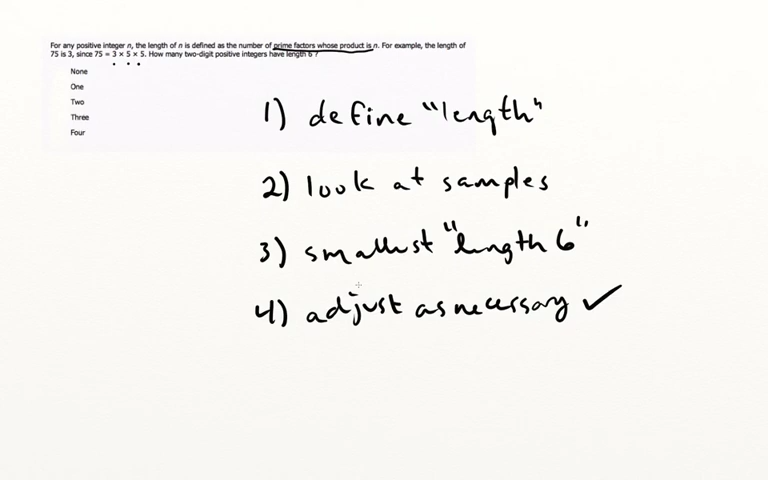 For any positive integer n, the length of n is defined as the number of prime factors whose product is n. For example, the length of
75 is 3, since 75 = 3 × 5 × 5. How many two-digit positive integers have length 6 ?
None
One
Two
Three
Four
1) define "length"
2) look at samples
3) smallest "length 6"
4) adjust as necessary ✓